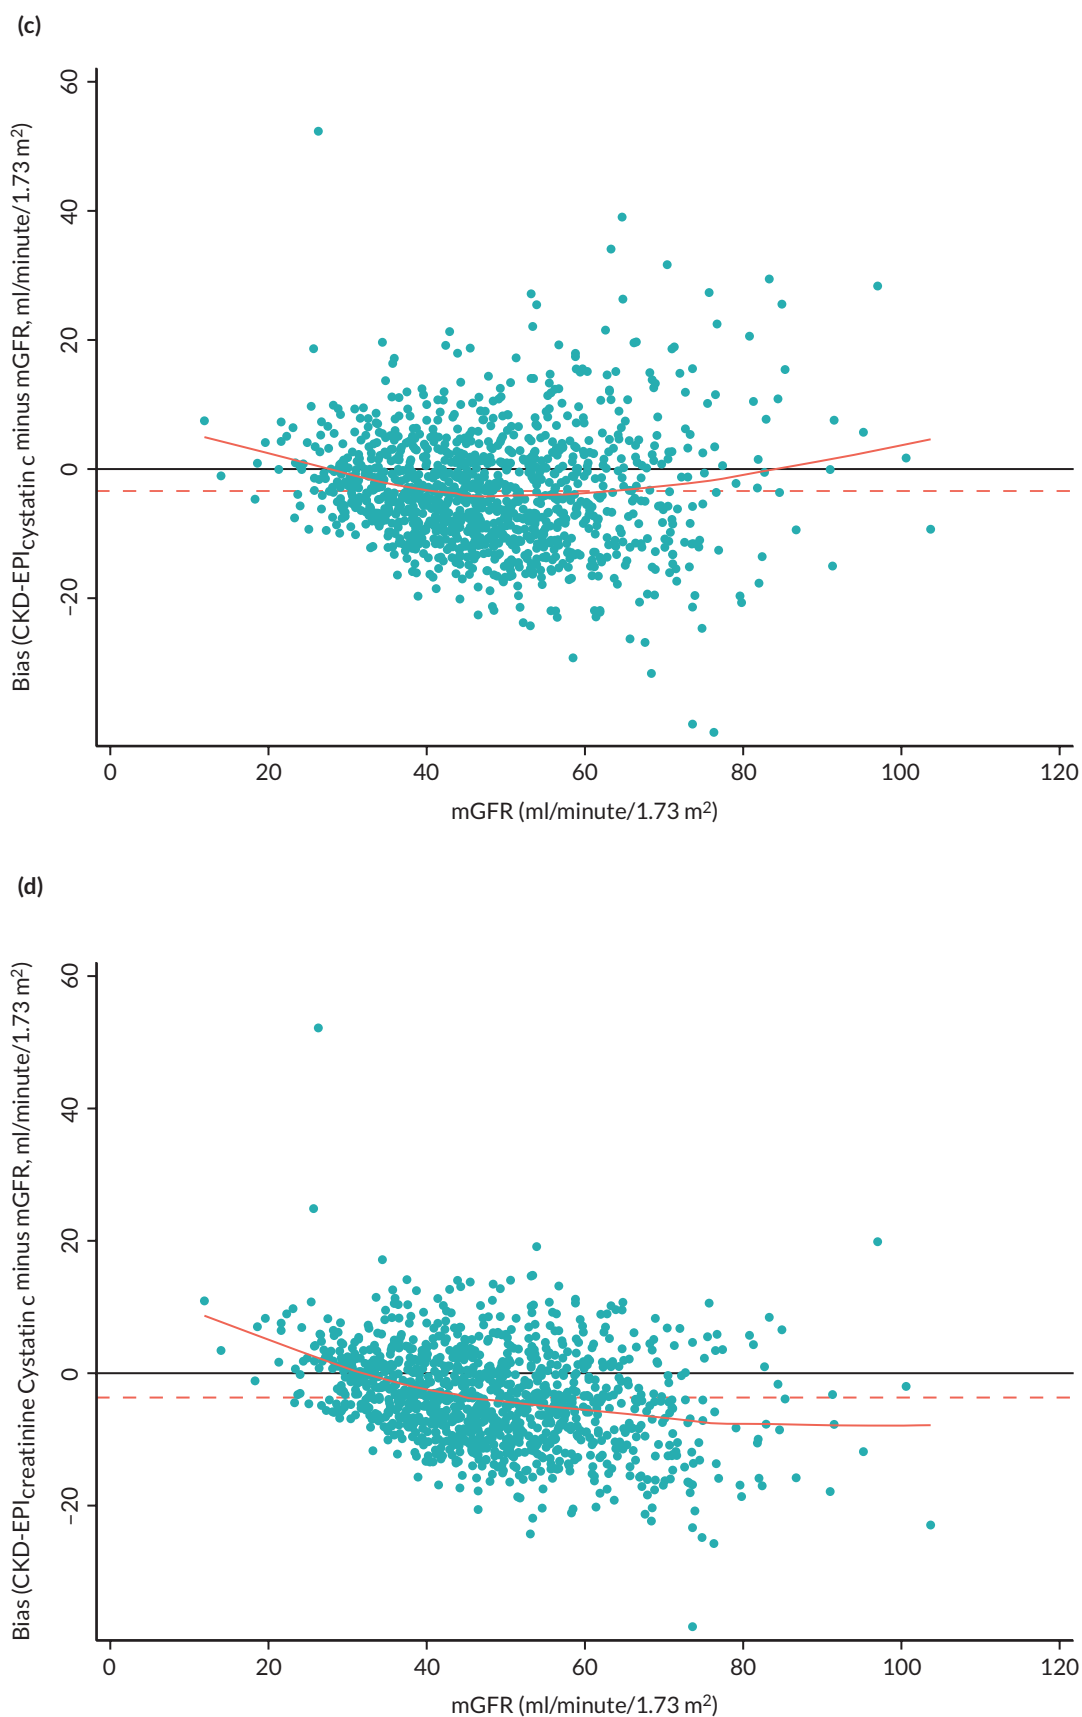 (c)
60
40
20
0
−20
Bias (CKD-EPIcystatin c minus mGFR, ml/minute/1.73 m²)
0 20 40 60 80 100 120
mGFR (ml/minute/1.73 m²)
(d)
60
40
20
0
−20
Bias (CKD-EPIcreatinine Cystatin c minus mGFR, ml/minute/1.73 m²)
0 20 40 60 80 100 120
mGFR (ml/minute/1.73 m²)